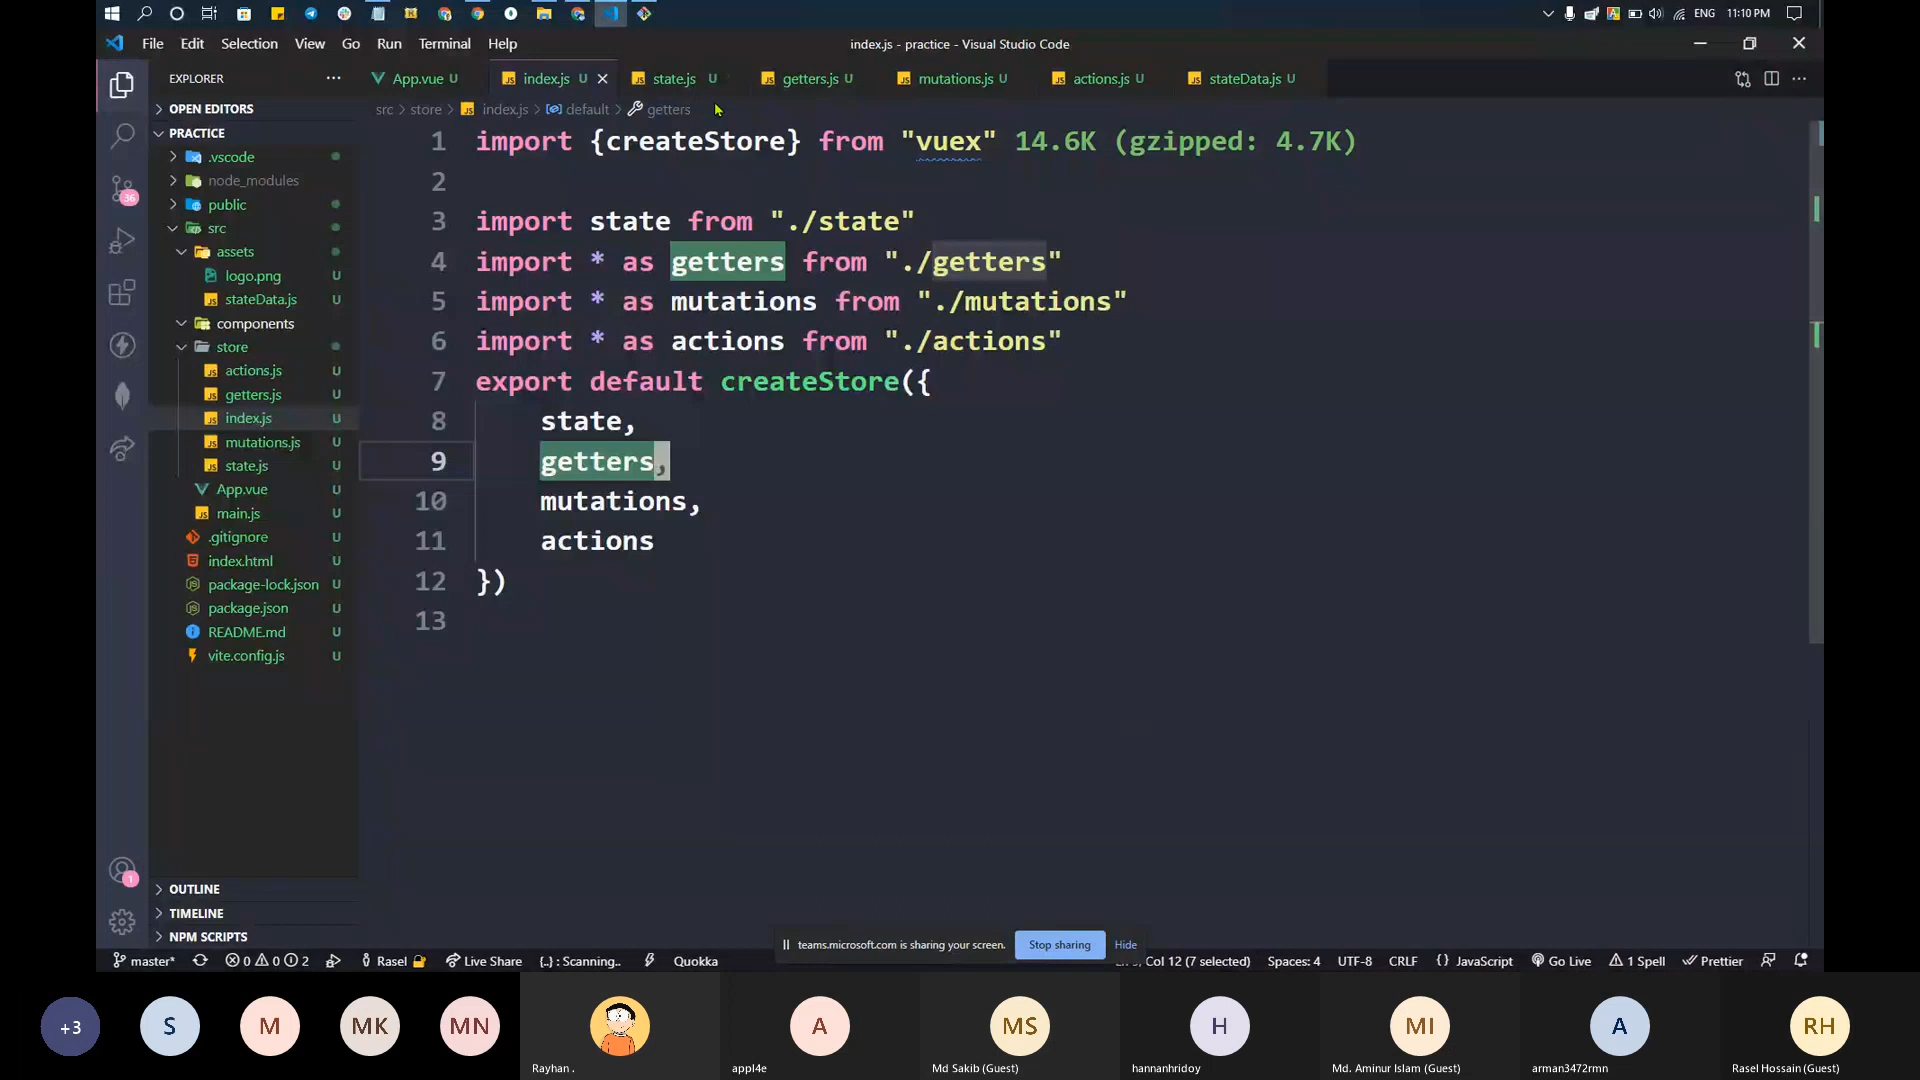 ENG 11:10 PM
File Edit Selection View Go Run Terminal Help
index.js - practice - Visual Studio Code
EXPLORER
App.vue U
index.js U
state.js U
getters.js U
mutations.js U
actions.js U
stateData.js U
src > store > index.js > default > getters
OPEN EDITORS
PRACTICE
.vscode
node_modules
public
src
assets
logo.png U
stateData.js U
components
store
actions.js U
getters.js U
index.js U
mutations.js U
state.js U
App.vue U
main.js U
.gitignore U
index.html U
package-lock.json U
package.json U
README.md U
vite.config.js U
OUTLINE
TIMELINE
NPM SCRIPTS
36
1
1 import {createStore} from "vuex" 14.6K (gzipped: 4.7K)
2
3 import state from "./state"
4 import * as getters from "./getters"
5 import * as mutations from "./mutations"
6 import * as actions from "./actions"
7 export default createStore({
8 state,
9 getters,
10 mutations,
11 actions
12 })
13
teams.microsoft.com is sharing your screen. Stop sharing Hide
master* 0 0 2 Rasel Live Share {..} : Scanning.. Quokka
Col 12 (7 selected) Spaces: 4 UTF-8 CRLF {} JavaScript Go Live 1 Spell Prettier
+3 S M MK MN A MS H MI A RH
Rayhan . appl4e Md Sakib (Guest) hannanhridoy Md. Aminur Islam (Guest) arman3472rmn Rasel Hossain (Guest)